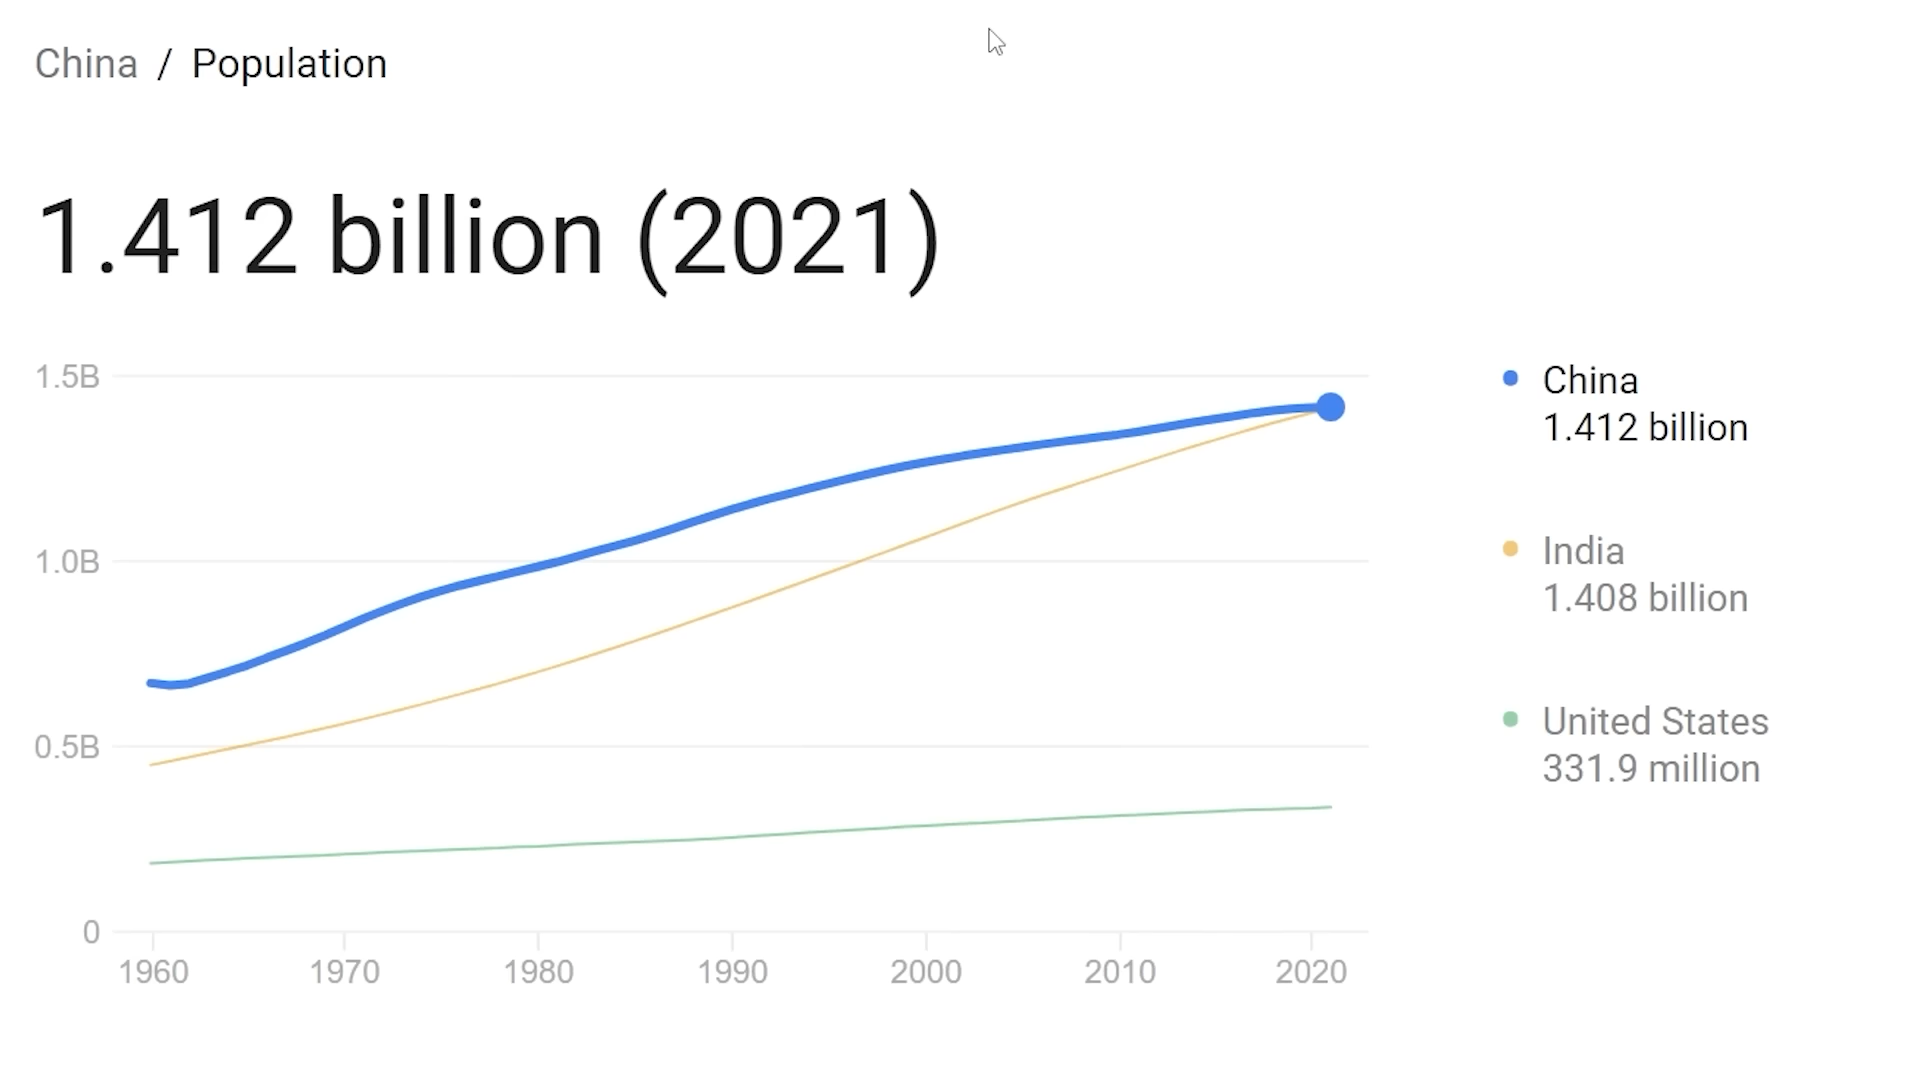 China / Population
1.412 billion (2021)
1.5B
1.0B
0.5B
0
1960 1970 1980 1990 2000 2010 2020
China
1.412 billion
India
1.408 billion
United States
331.9 million